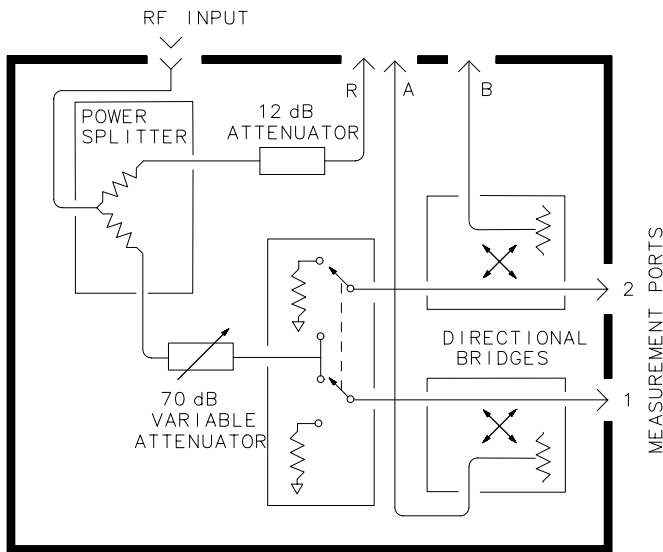 RF INPUT
R
A
B
POWER
SPLITTER
12 dB
ATTENUATOR
2
MEASUREMENT PORTS
DIRECTIONAL
BRIDGES
1
70 dB
VARIABLE
ATTENUATOR